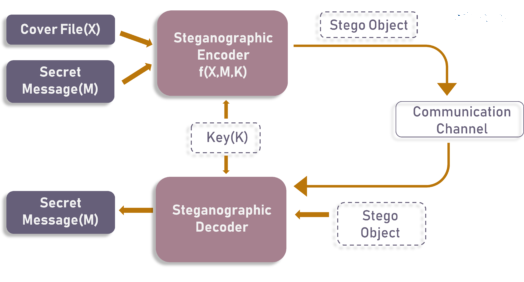 Cover File(X)
Secret
Message(M)
Steganographic
Encoder
f(X,M,K)
Stego Object
Communication
Channel
Key(K)
Secret
Message(M)
Steganographic
Decoder
Stego
Object